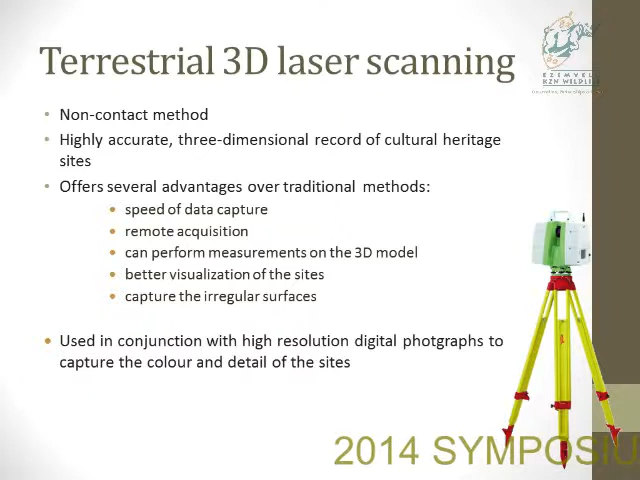 Terrestrial 3D laser scanning
EZEMVELO
KZN WILDLIFE
• Non-contact method
• Highly accurate, three-dimensional record of cultural heritage
sites
• Offers several advantages over traditional methods:
• speed of data capture
• remote acquisition
• can perform measurements on the 3D model
• better visualization of the sites
• capture the irregular surfaces
• Used in conjunction with high resolution digital photgraphs to
capture the colour and detail of the sites
2014 SYMPOSIU